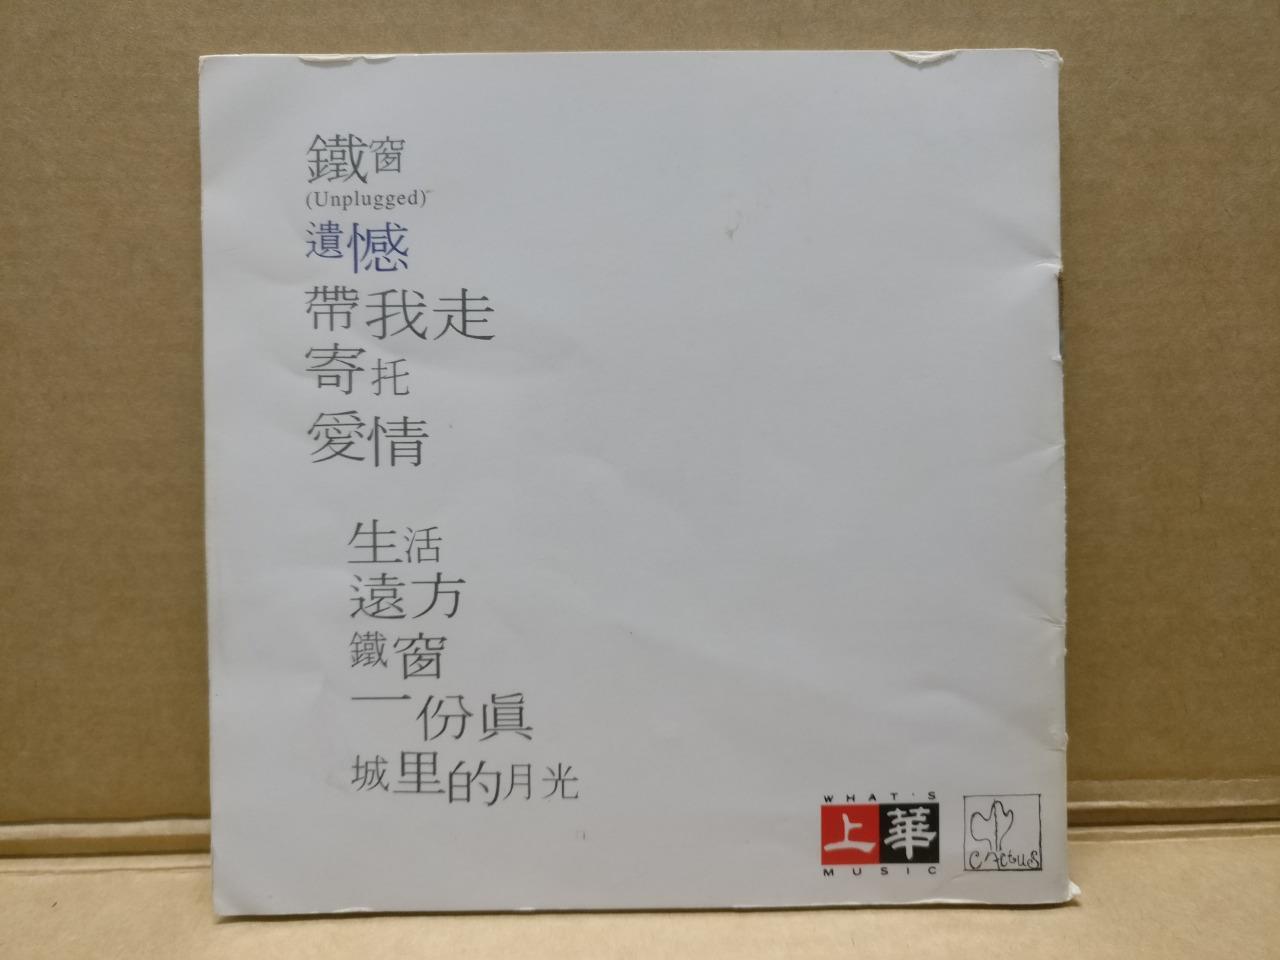 鐵窗
(Unplugged)
遺憾
帶我走
寄托
愛情
生活
遠方
鐵窗
一份眞
城里的月光
WHAT'S
上華
MUSIC
CACtUS